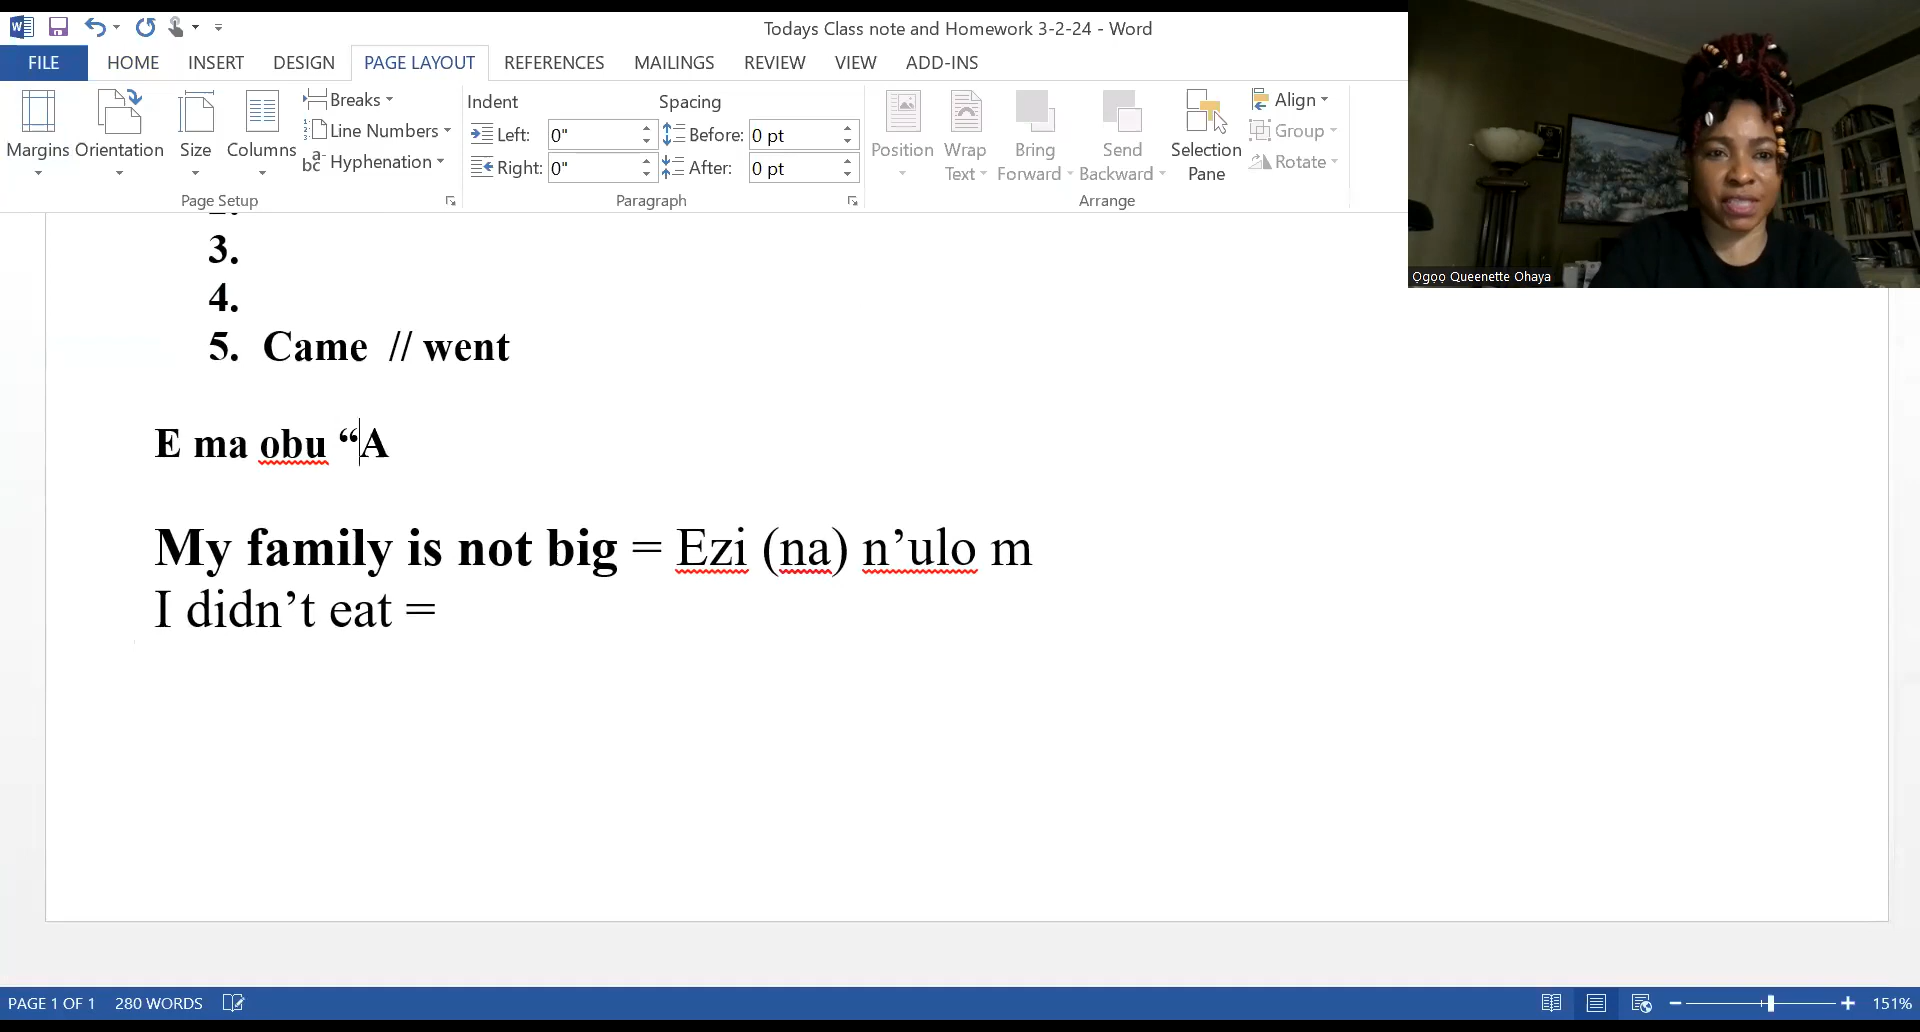 Todays Class note and Homework 3-2-24 - Word
FILE HOME INSERT DESIGN PAGE LAYOUT REFERENCES MAILINGS REVIEW VIEW ADD-INS
Margins Orientation Size Columns
Breaks
Line Numbers
Hyphenation
Page Setup
Indent
Left: 0"
Right: 0"
Spacing
Before: 0 pt
After: 0 pt
Paragraph
Position
Wrap Text
Bring Forward
Send Backward
Selection Pane
Align
Group
Rotate
Arrange
Ọgọọ Queenette Ohaya
3.
4.
5. Came // went
E ma obu “A
My family is not big = Ezi (na) n’ulo m
I didn’t eat =
PAGE 1 OF 1 280 WORDS 151%